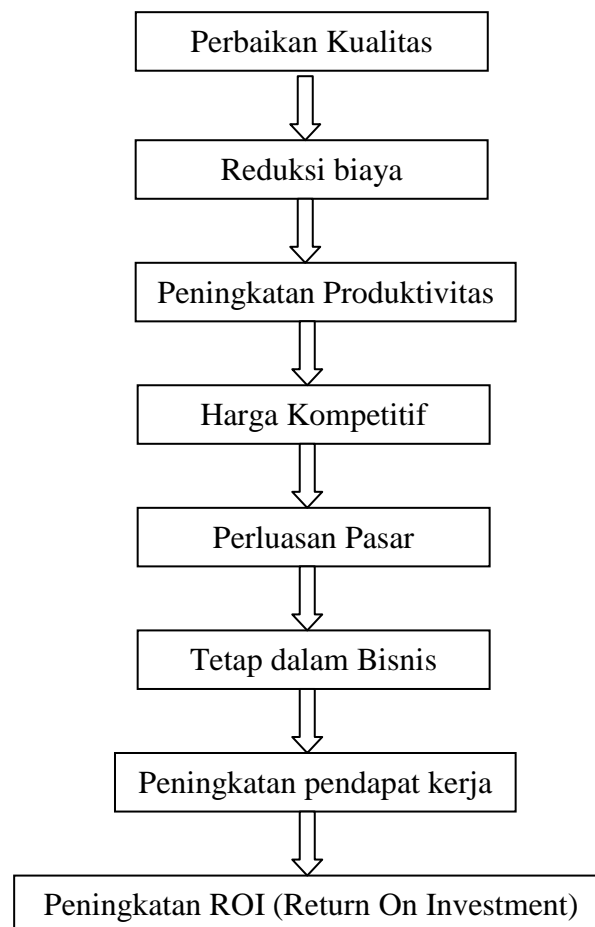 Perbaikan Kualitas
Reduksi biaya
Peningkatan Produktivitas
Harga Kompetitif
Perluasan Pasar
Tetap dalam Bisnis
Peningkatan pendapat kerja
Peningkatan ROI (Return On Investment)